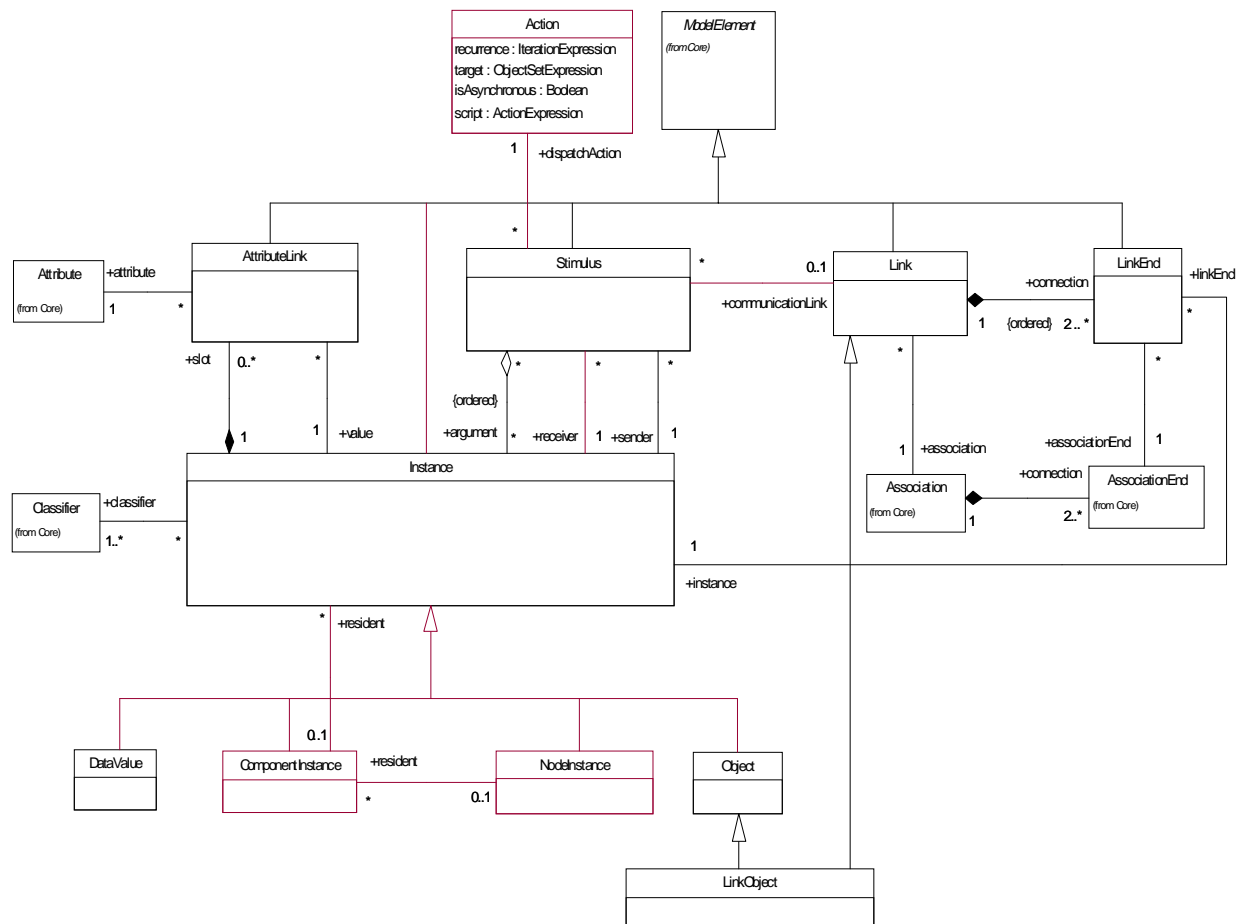 Action
recurrence : IterationExpression
target : ObjectSetExpression
isAsynchronous : Boolean
script : ActionExpression
ModelElement
(from Core)
1
+dispatchAction
*
AttributeLink
Attribute
(from Core)
+attribute
1
*
Stimulus
*
0..1
+communicationLink
Link
LinkEnd
+linkEnd
*
+connection
1
{ordered}
2..*
+slot
0..*
*
1
1
+value
*
{ordered}
+argument
*
*
+receiver
1
*
+sender
1
*
1
+association
*
+associationEnd
1
Instance
Classifier
(from Core)
+classifier
1..*
*
Association
(from Core)
+connection
1
2..*
AssociationEnd
(from Core)
1
+instance
*
+resident
0..1
DataValue
ComponentInstance
+resident
*
0..1
NodeInstance
Object
LinkObject